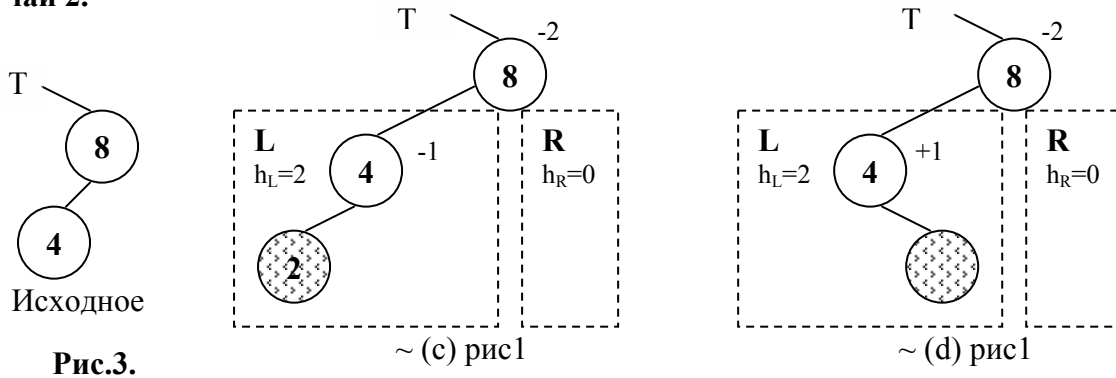 чай 2.
T
8
4
Исходное
T
-2
8
L
h_L=2
4
-1
2
R
h_R=0
~ (c) рис1
T
-2
8
L
h_L=2
4
+1
R
h_R=0
~ (d) рис1
Рис.3.